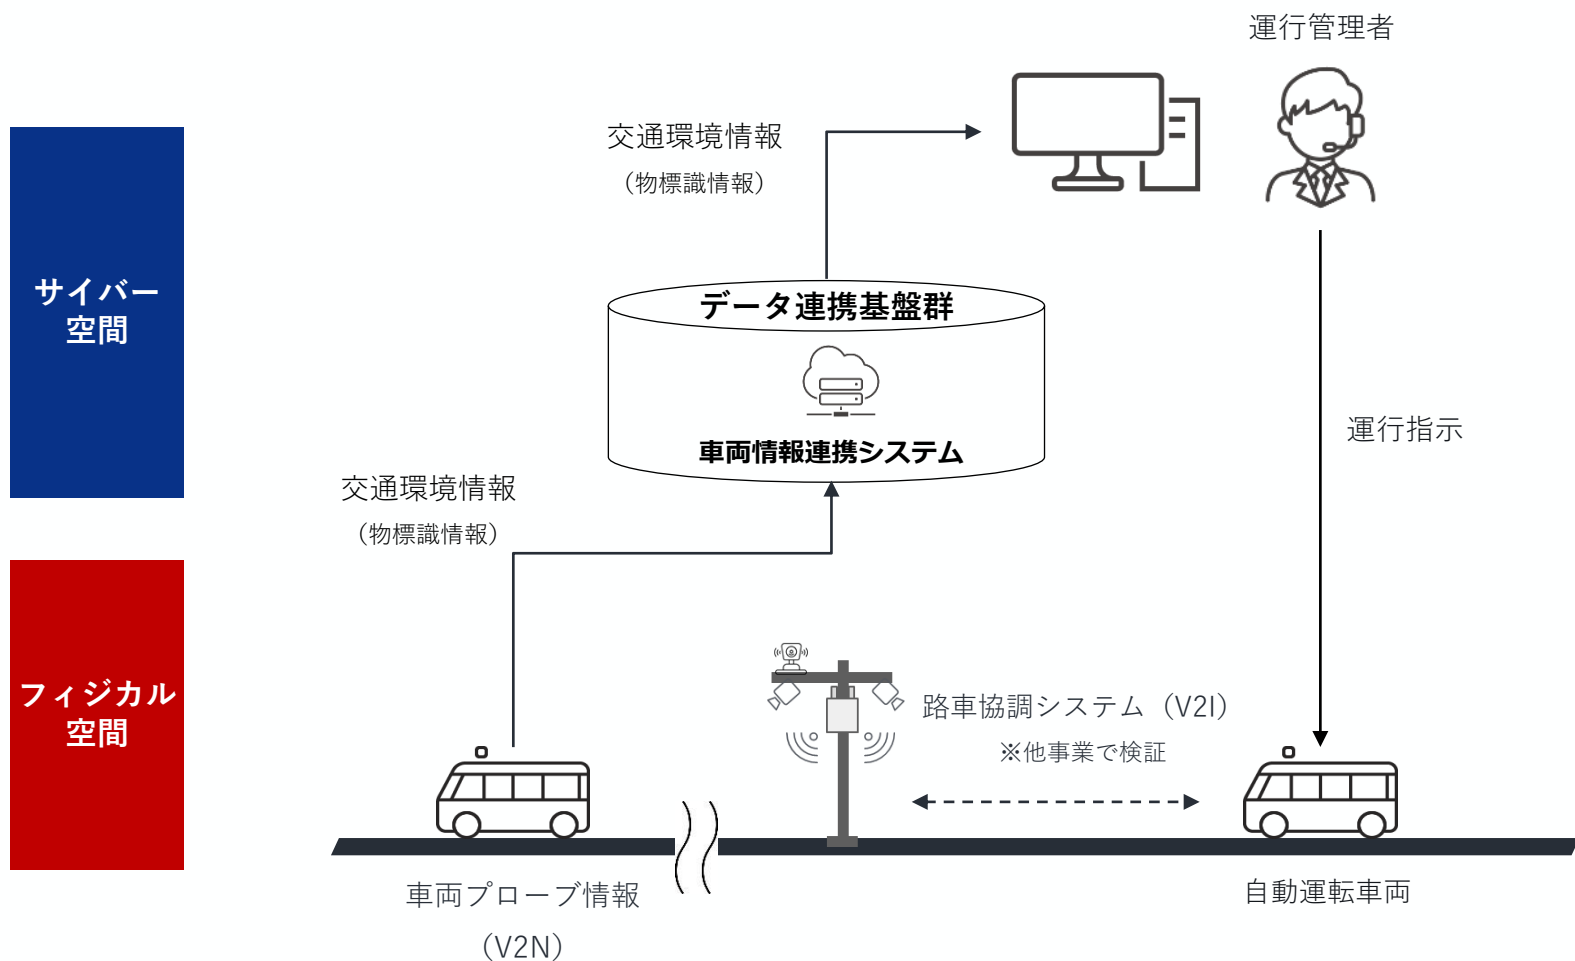 運行管理者
交通環境情報
（物標識情報）
サイバー
空間
データ連携基盤群
車両情報連携システム
運行指示
交通環境情報
（物標識情報）
フィジカル
空間
路車協調システム（V2I）
※他事業で検証
車両プローブ情報
（V2N）
自動運転車両